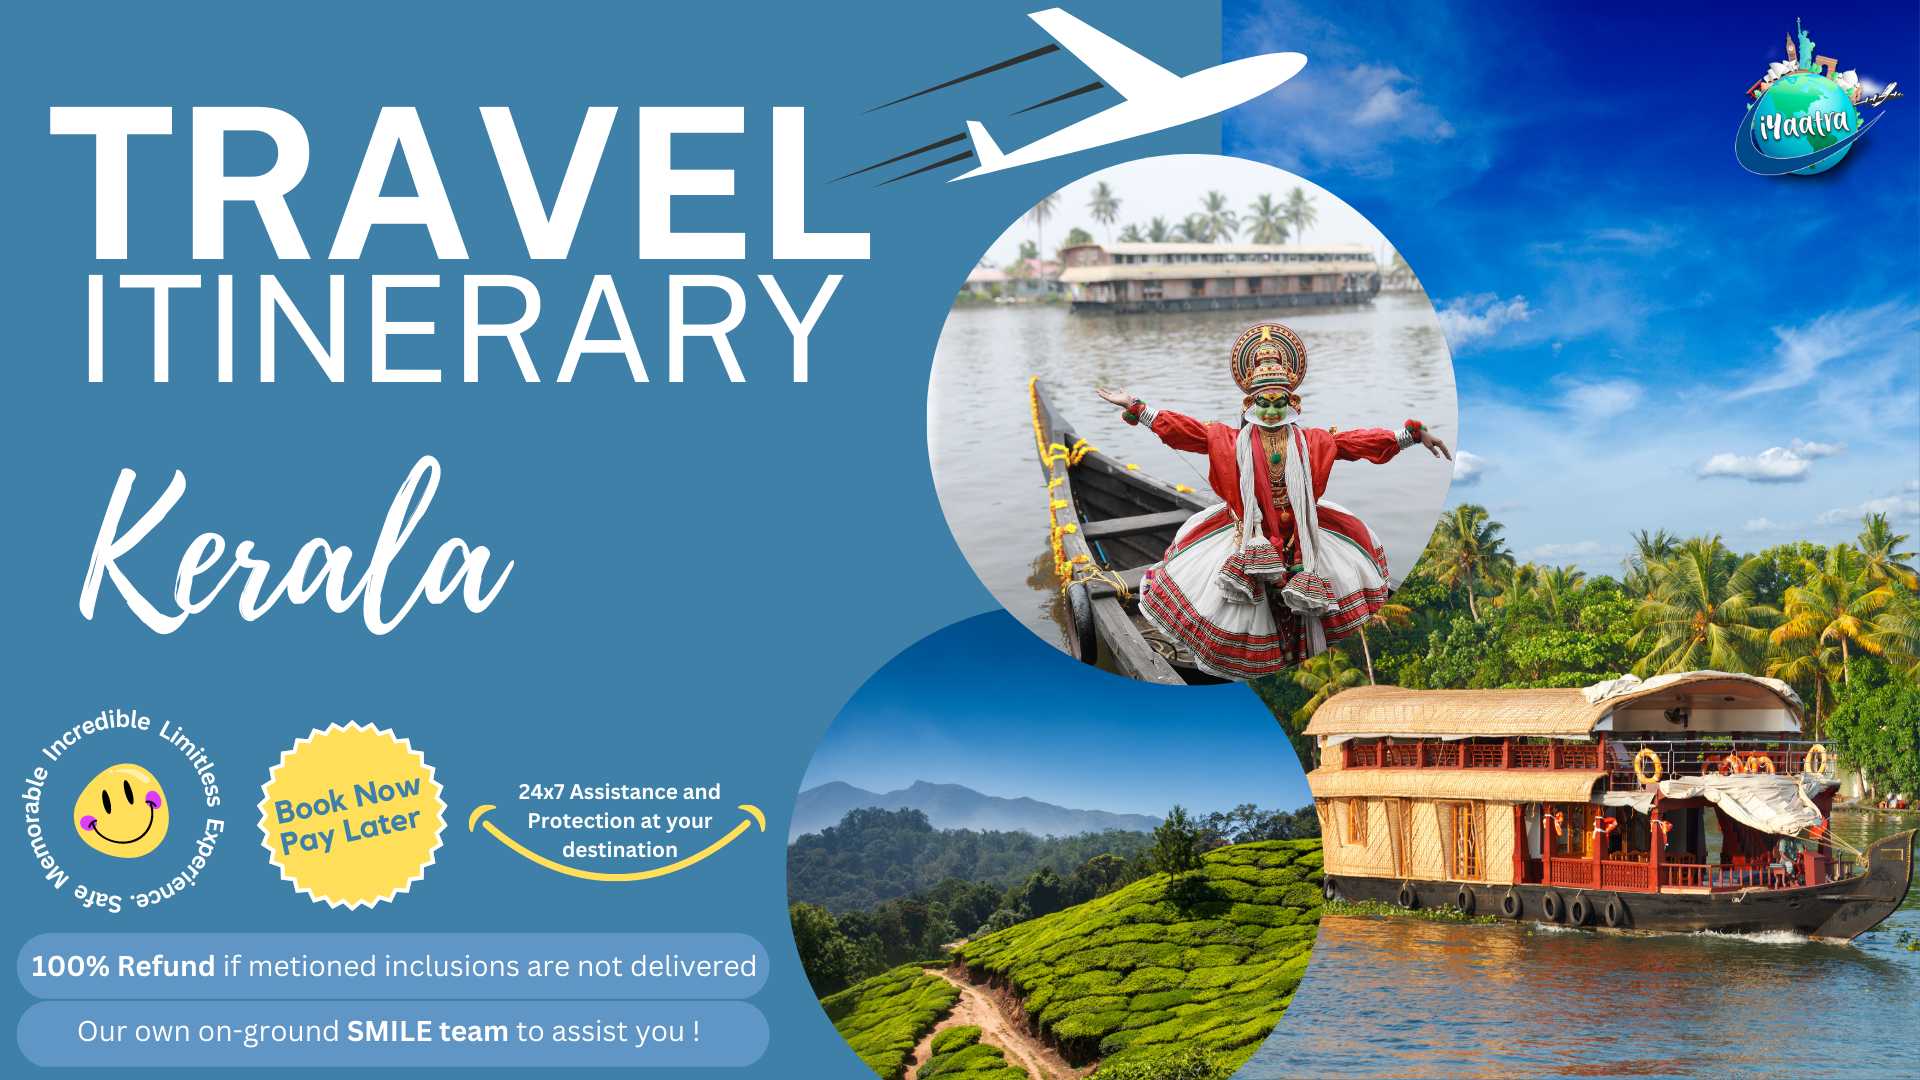 TRAVEL
ITINERARY
iYaatra
Kerala
Incredible Limitless Experience. Safe Memorable
Book Now
Pay Later
24x7 Assistance and
Protection at your
destination
100% Refund if metioned inclusions are not delivered
Our own on-ground SMILE team to assist you !